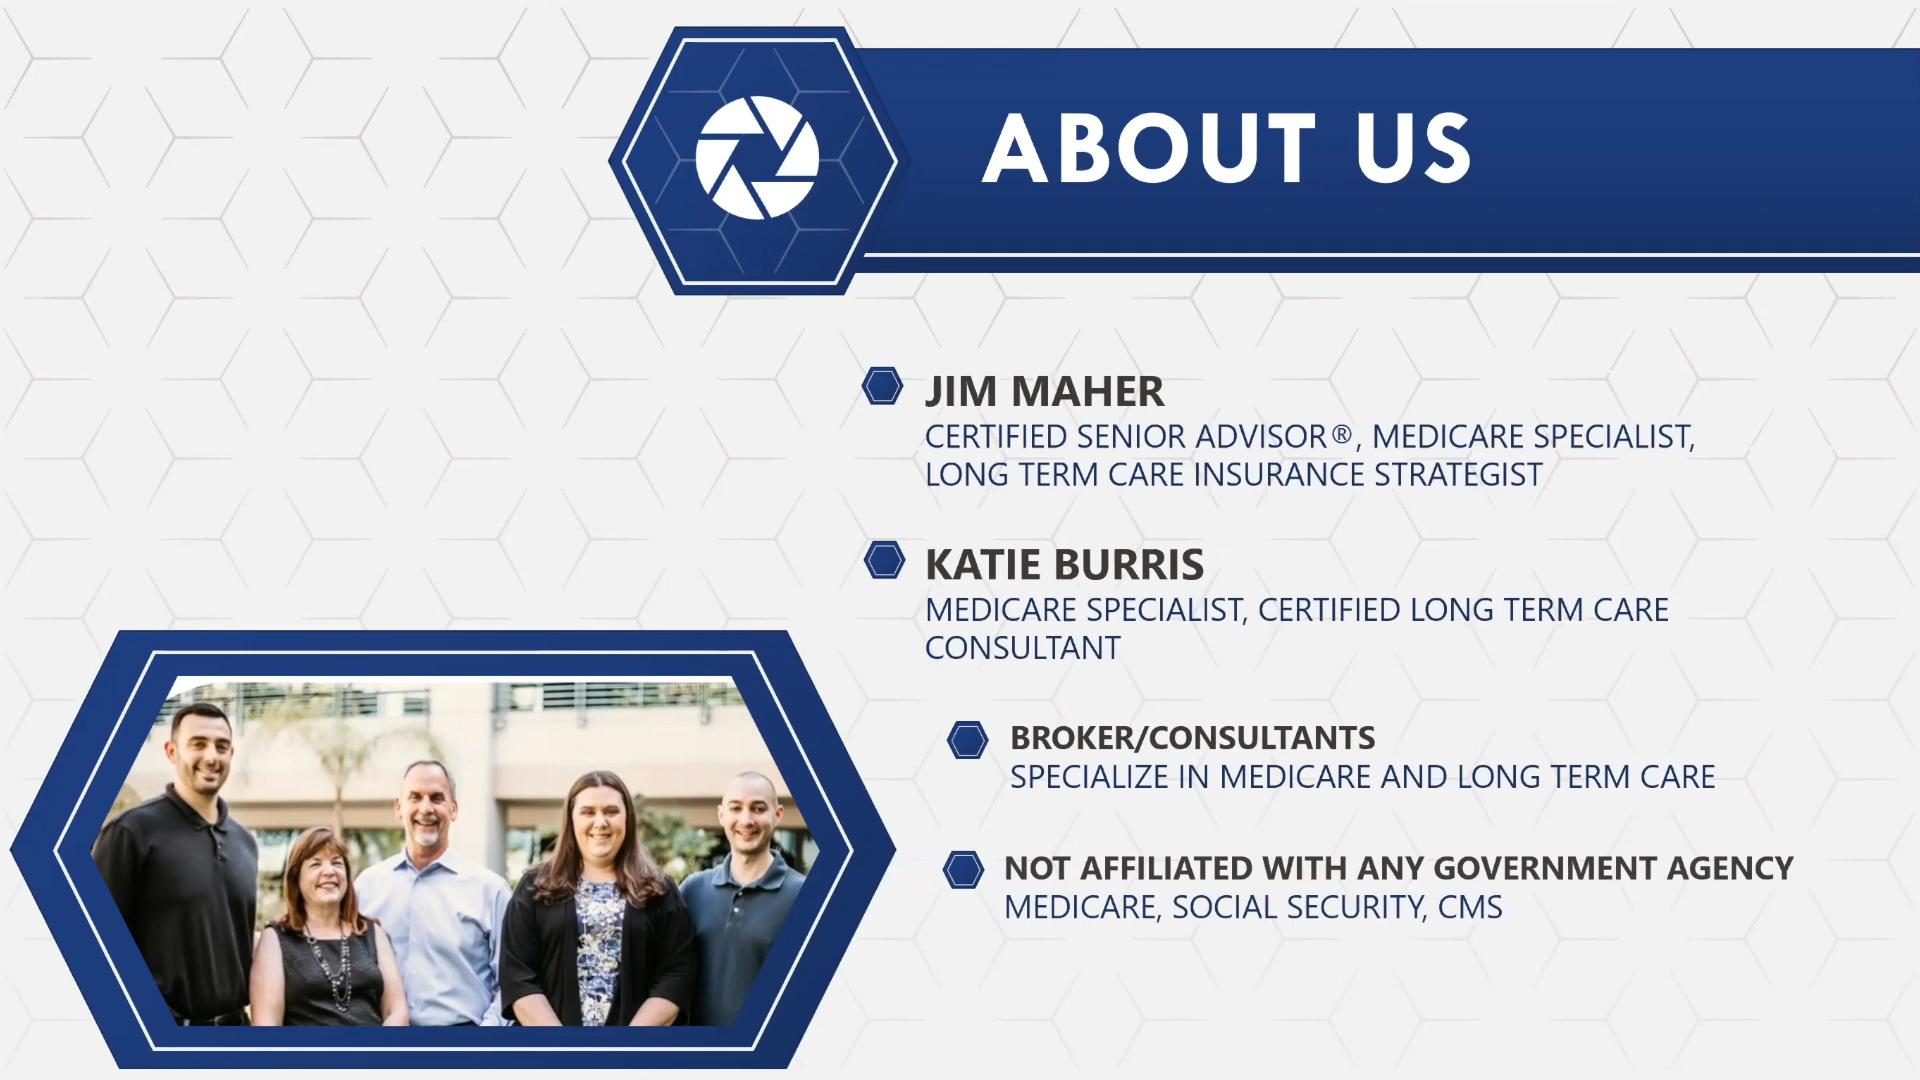 ABOUT US
JIM MAHER
CERTIFIED SENIOR ADVISOR®, MEDICARE SPECIALIST,
LONG TERM CARE INSURANCE STRATEGIST
KATIE BURRIS
MEDICARE SPECIALIST, CERTIFIED LONG TERM CARE
CONSULTANT
BROKER/CONSULTANTS
SPECIALIZE IN MEDICARE AND LONG TERM CARE
NOT AFFILIATED WITH ANY GOVERNMENT AGENCY
MEDICARE, SOCIAL SECURITY, CMS